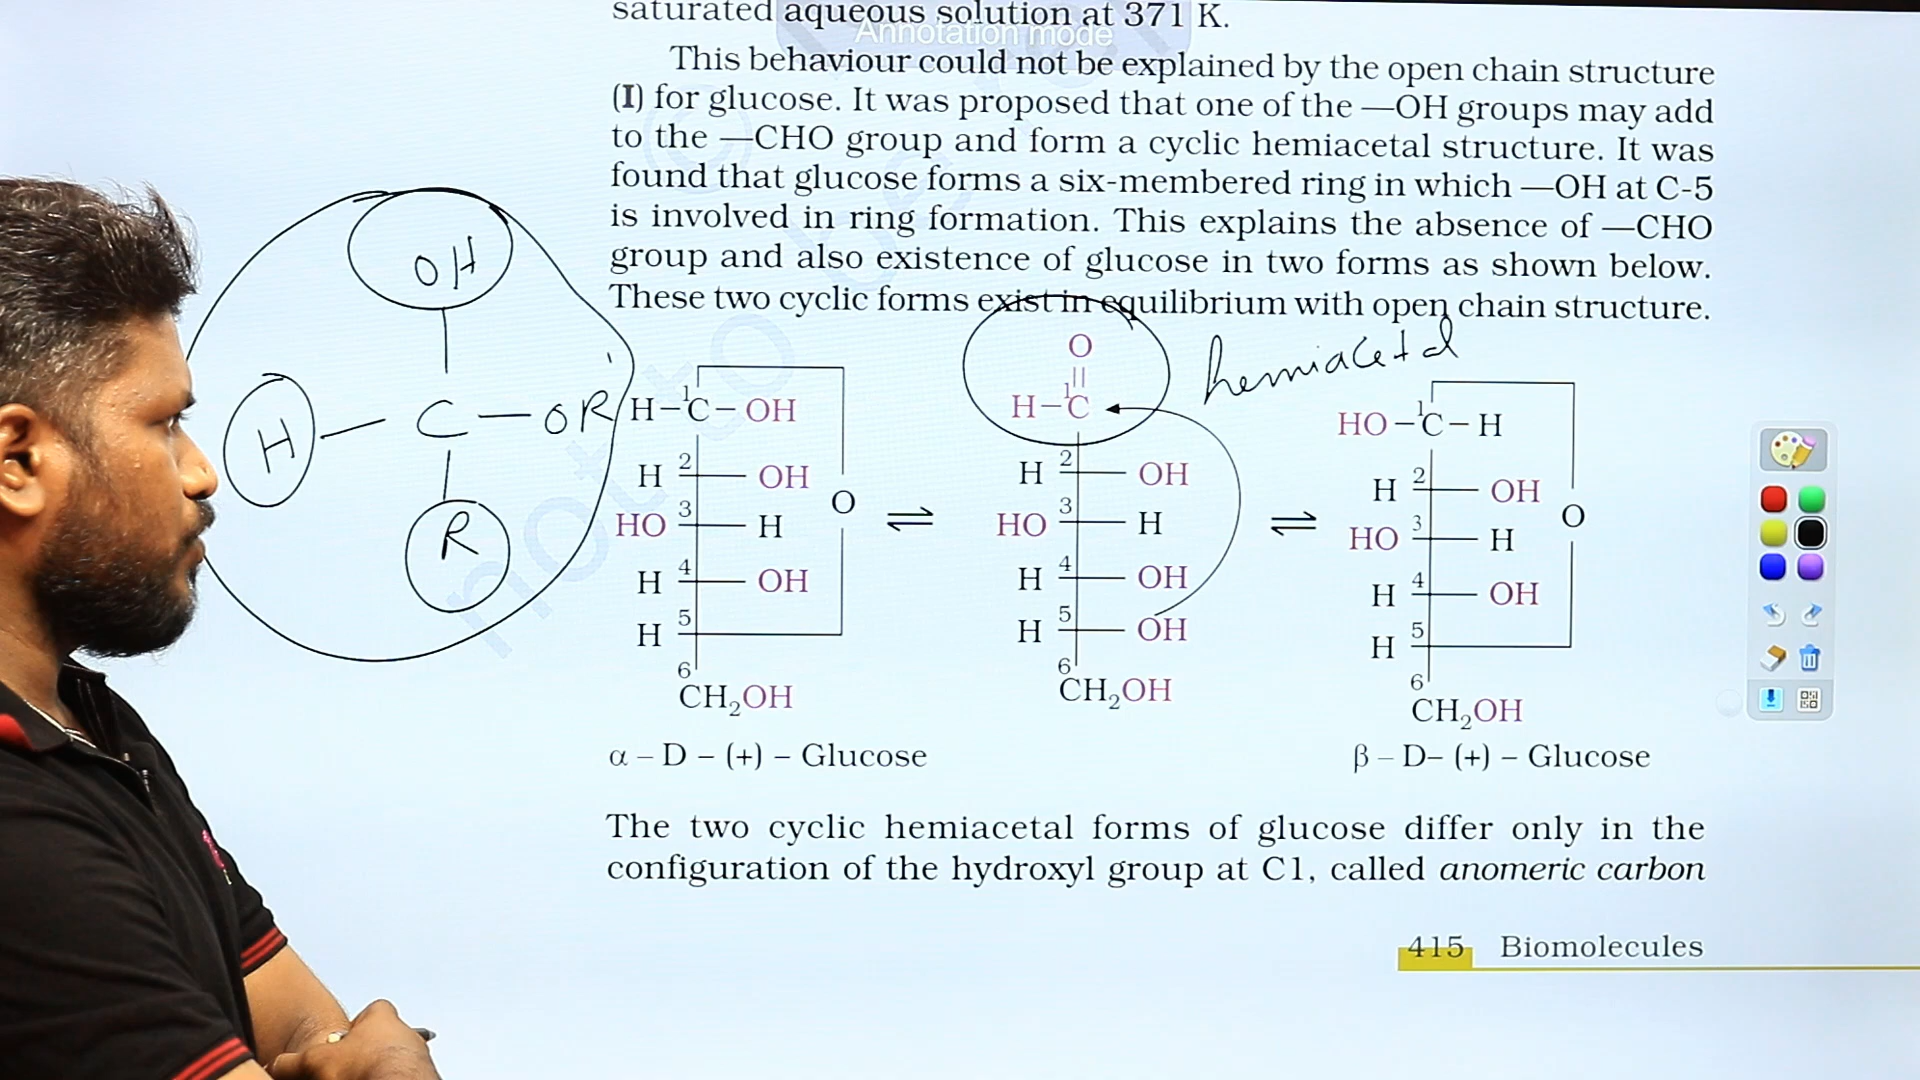 saturated aqueous solution at 371 K.
Annotation mode
This behaviour could not be explained by the open chain structure
(I) for glucose. It was proposed that one of the —OH groups may add
to the —CHO group and form a cyclic hemiacetal structure. It was
found that glucose forms a six-membered ring in which —OH at C-5
is involved in ring formation. This explains the absence of —CHO
group and also existence of glucose in two forms as shown below.
These two cyclic forms exist in equilibrium with open chain structure.
OH
H — C — OR'
R
hemiacetal
H–¹C–OH
H 2 OH
HO 3 H
O
H 4 OH
H 5
6
CH₂OH
α – D – (+) – Glucose
O
H–¹C
H 2 OH
HO 3 H
H 4 OH
H 5 OH
6
CH₂OH
HO–¹C–H
H 2 OH
O
HO 3 H
H 4 OH
H 5
6
CH₂OH
β – D– (+) – Glucose
The two cyclic hemiacetal forms of glucose differ only in the
configuration of the hydroxyl group at C1, called anomeric carbon
415 Biomolecules
not to